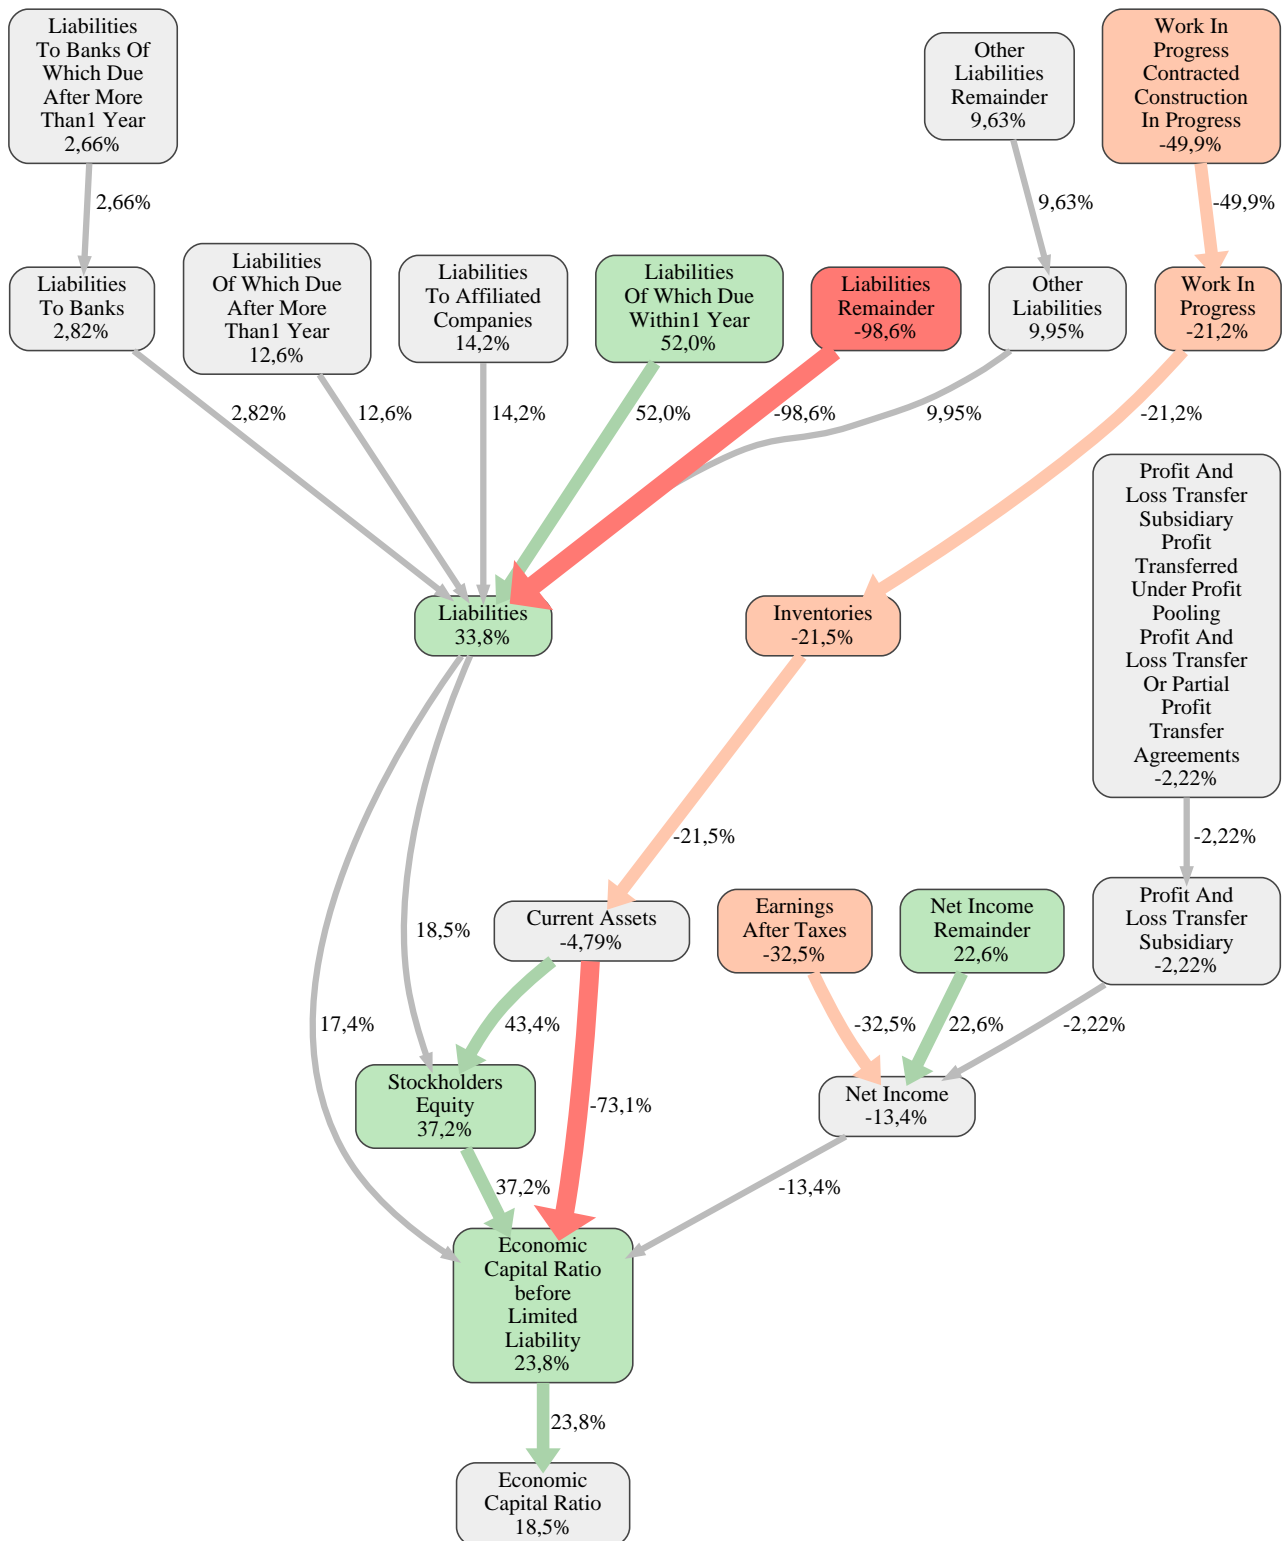 Liabilities
To Banks Of
Which Due
After More
Than1 Year
2,66%
Other
Liabilities
Remainder
9,63%
Work In
Progress
Contracted
Construction
In Progress
-49,9%
2,66%
9,63%
-49,9%
Liabilities
To Banks
2,82%
Liabilities
Of Which Due
After More
Than1 Year
12,6%
Liabilities
To Affiliated
Companies
14,2%
Liabilities
Of Which Due
Within1 Year
52,0%
Liabilities
Remainder
-98,6%
Other
Liabilities
9,95%
Work In
Progress
-21,2%
2,82%
12,6%
14,2%
52,0%
-98,6%
9,95%
-21,2%
Profit And
Loss Transfer
Subsidiary
Profit
Transferred
Under Profit
Pooling
Profit And
Loss Transfer
Or Partial
Profit
Transfer
Agreements
-2,22%
Liabilities
33,8%
Inventories
-21,5%
-21,5%
-2,22%
18,5%
Current Assets
-4,79%
Earnings
After Taxes
-32,5%
Net Income
Remainder
22,6%
Profit And
Loss Transfer
Subsidiary
-2,22%
17,4%
43,4%
-32,5%
22,6%
-2,22%
Stockholders
Equity
37,2%
-73,1%
Net Income
-13,4%
37,2%
-13,4%
Economic
Capital Ratio
before
Limited
Liability
23,8%
23,8%
Economic
Capital Ratio
18,5%